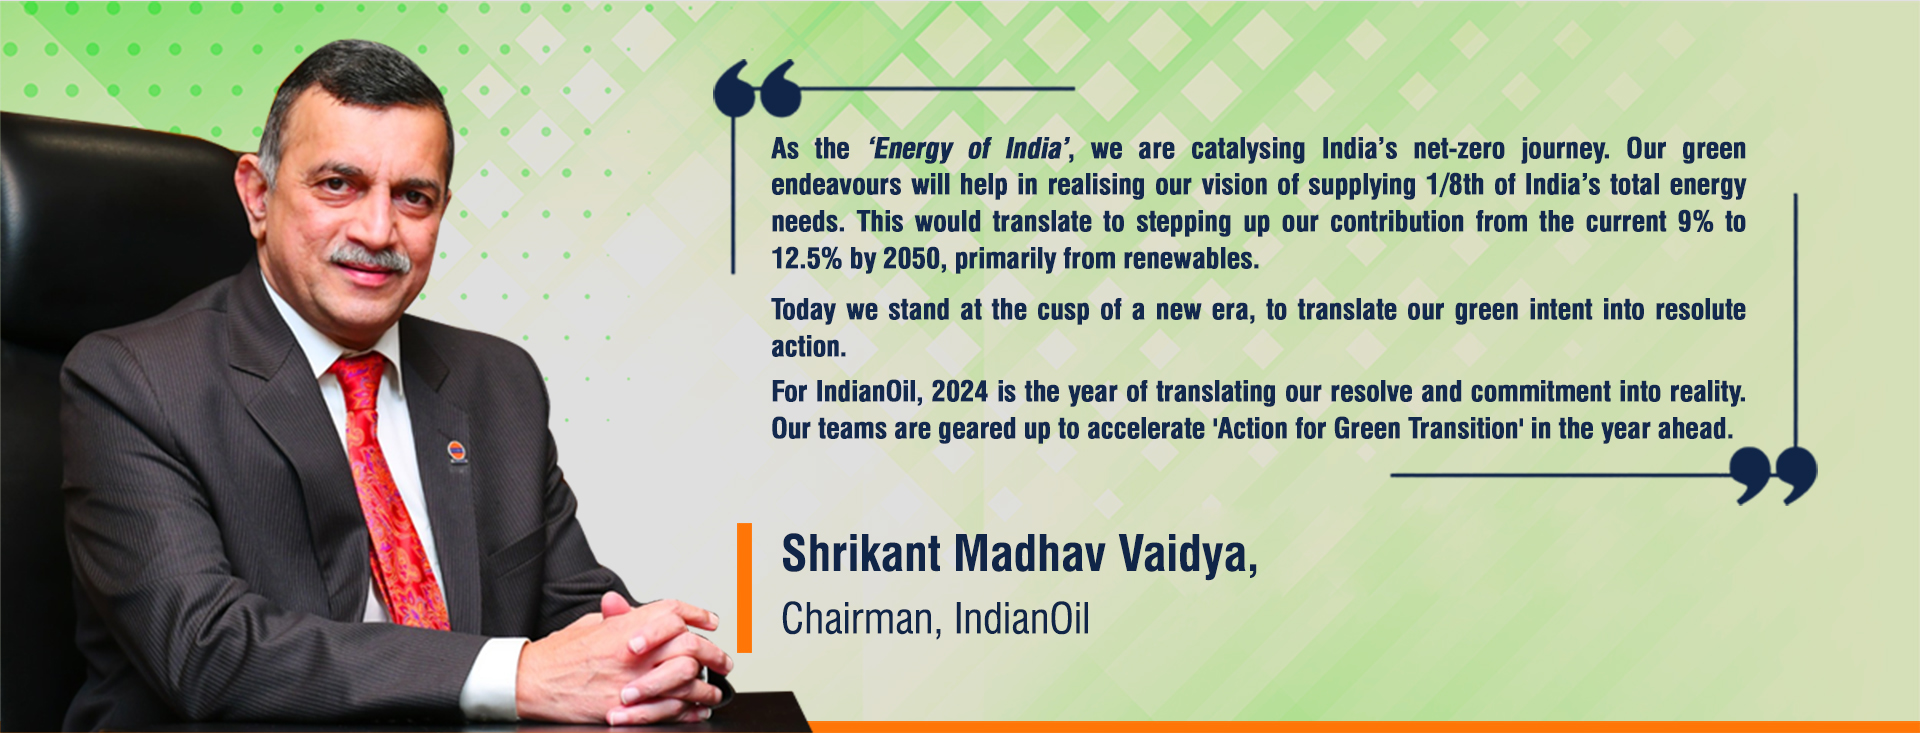 As the ‘Energy of India’, we are catalysing India’s net-zero journey. Our green
endeavours will help in realising our vision of supplying 1/8th of India’s total energy
needs. This would translate to stepping up our contribution from the current 9% to
12.5% by 2050, primarily from renewables.
Today we stand at the cusp of a new era, to translate our green intent into resolute
action.
For IndianOil, 2024 is the year of translating our resolve and commitment into reality.
Our teams are geared up to accelerate 'Action for Green Transition' in the year ahead.
Shrikant Madhav Vaidya,
Chairman, IndianOil